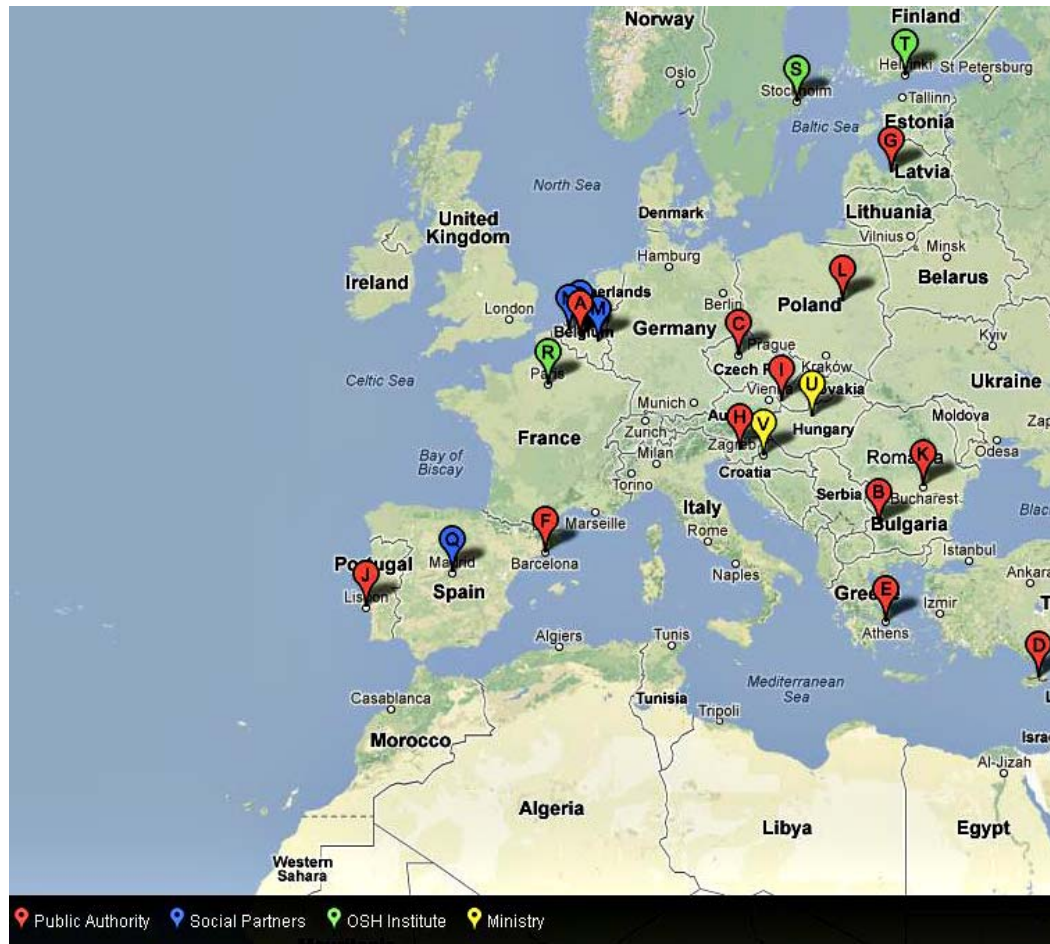 Norway
Finland
T
Helsinki
Oslo
S
St Petersburg
Stockholm
Tallinn
Estonia
Baltic Sea
G
Latvia
North Sea
Denmark
Lithuania
United
Kingdom
Vilnius
Minsk
Hamburg
Belarus
Ireland
L
Berlin
Poland
A
M
London
Belgium
Germany
C
Prague
Kyiv
R
Paris
Czech
I
Kraków
Celtic Sea
U
Ukraine
Vienna
Munich
Moldova
H
V
Hungary
Zurich
Zagreb
Odesa
France
Milan
K
Bay of
Biscay
Croatia
Torino
Serbia
B
Bucharest
Italy
F
Marseille
Bulgaria
Rome
Q
Istanbul
Portugal
Madrid
Barcelona
J
Naples
Ankara
Lisbon
Spain
Greece
E
Izmir
Athens
Algiers
Tunis
D
Mediterranean
Sea
Casablanca
Tunisia
Tripoli
Morocco
Al-Jizah
Algeria
Libya
Egypt
Western
Sahara
Public Authority
Social Partners
OSH Institute
Ministry